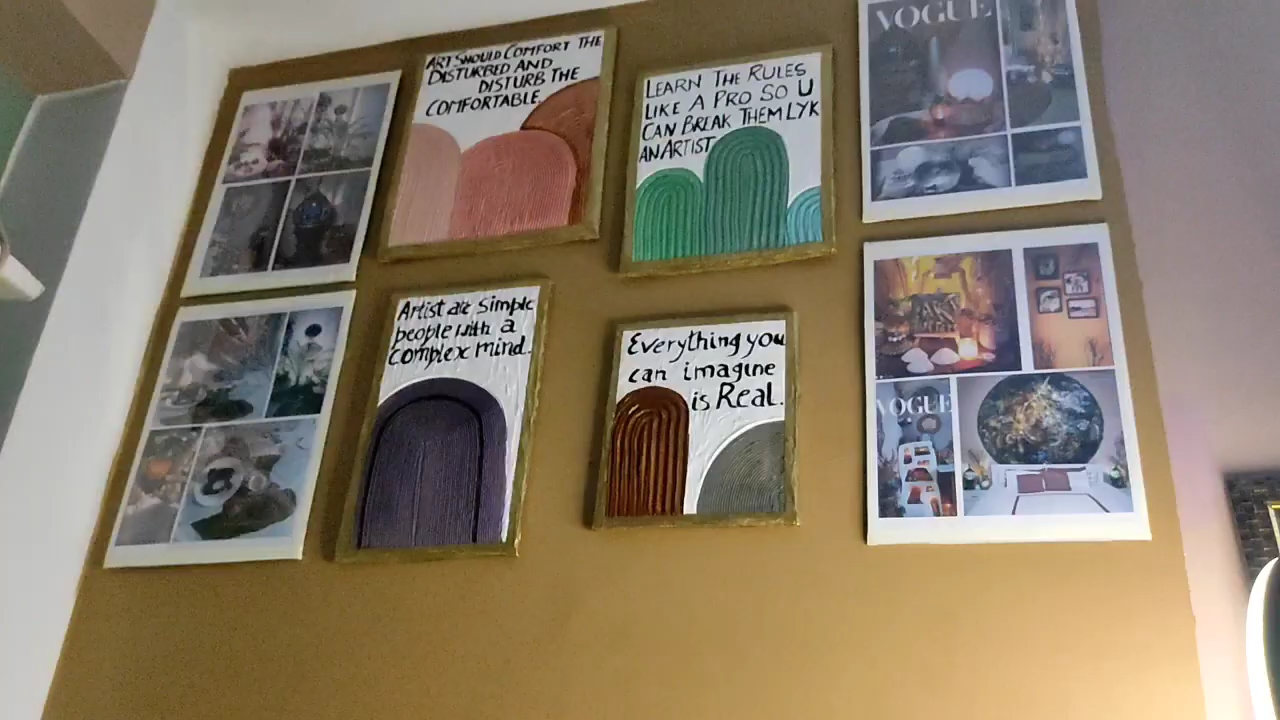 ART SHOULD COMFORT THE
DISTURBED AND
DISTURB THE
COMFORTABLE.
LEARN THE RULES
LIKE A PRO SO U
CAN BREAK THEM LYK
AN ARTIST
VOGUE
Artist are simple
people with a
complex mind.
Everything you
can imagine
is Real.
VOGUE